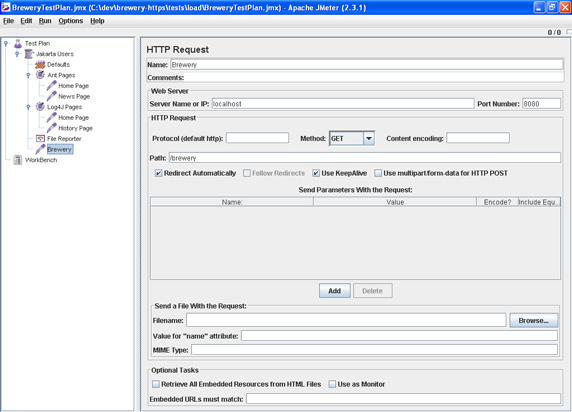 BreweryTestPlan.jmx (C:\dev\brewery-https\tests\load\BreweryTestPlan.jmx) - Apache JMeter (2.3.1)
File Edit Run Options Help
0 / 0
Test Plan
Jakarta Users
Defaults
Ant Pages
Home Page
News Page
Log4J Pages
Home Page
History Page
File Reporter
Brewery
WorkBench
HTTP Request
Name: Brewery
Comments:
Web Server
Server Name or IP: localhost Port Number: 8080
HTTP Request
Protocol (default http): Method: GET Content encoding:
Path: /brewery
Redirect Automatically Follow Redirects Use KeepAlive Use multipart/form-data for HTTP POST
Send Parameters With the Request:
Name: Value Encode? Include Equ...
Add Delete
Send a File With the Request:
Filename: Browse...
Value for "name" attribute:
MIME Type:
Optional Tasks
Retrieve All Embedded Resources from HTML Files Use as Monitor
Embedded URLs must match: